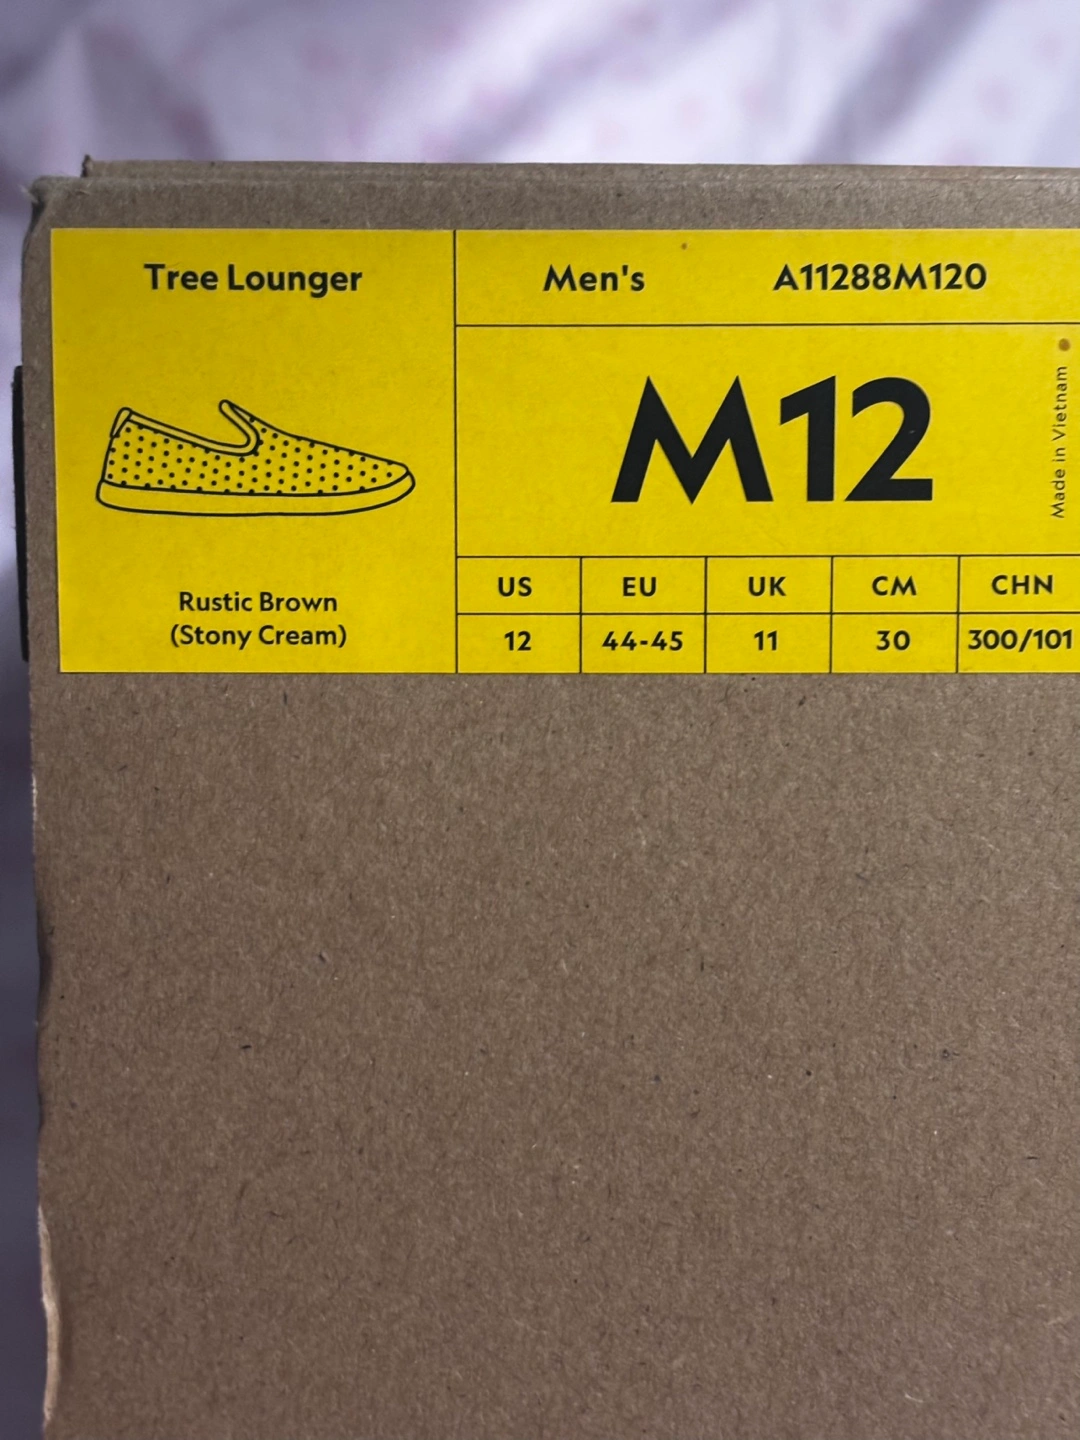 Tree Lounger
Rustic Brown
(Stony Cream)
Men's A11288M120
M12
Made in Vietnam
US EU UK CM CHN
12 44-45 11 30 300/101